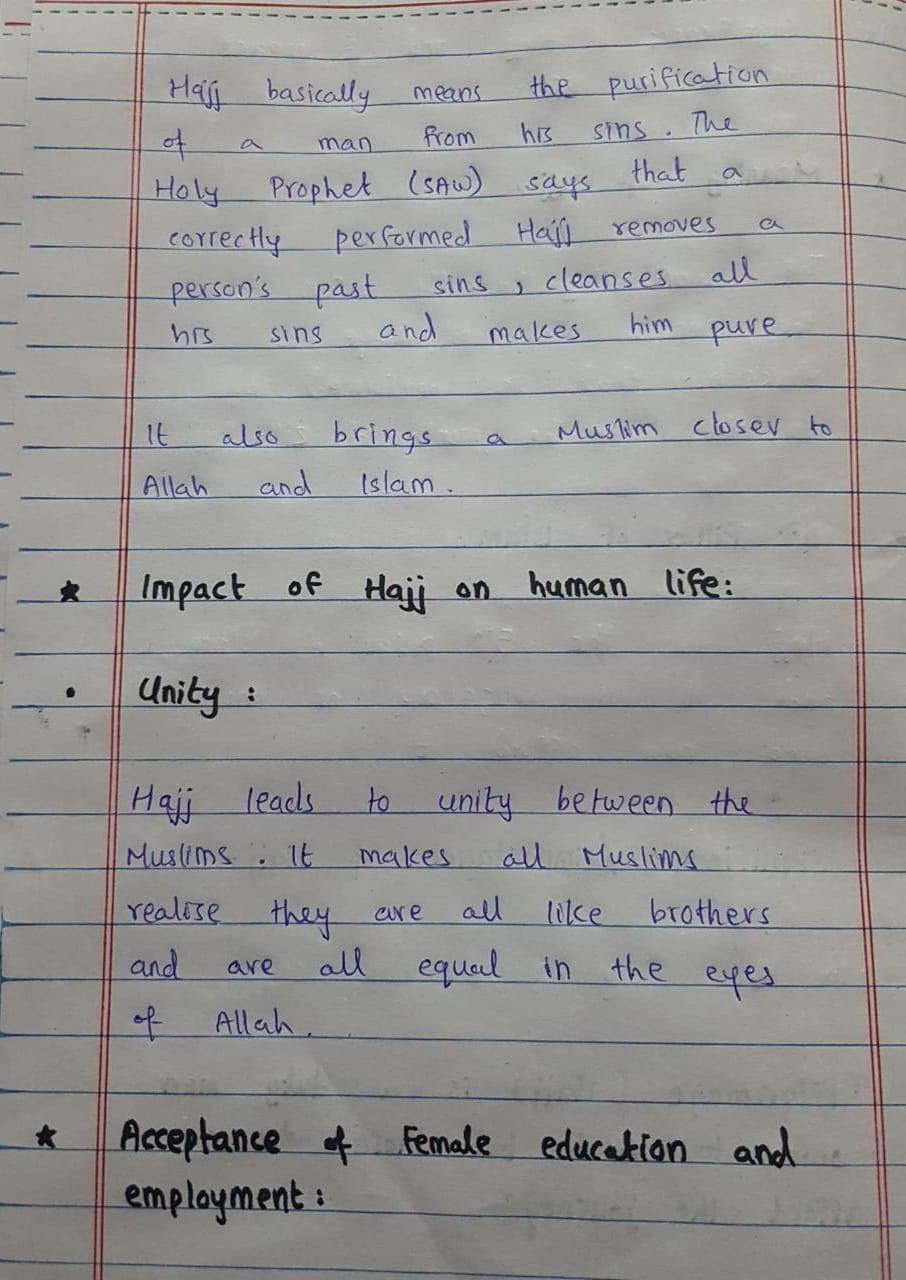 Hajj basically means the purification
of a man from his sins. The
Holy Prophet (SAW) says that a
correctly performed Hajj removes a
person's past sins, cleanses all
his sins and makes him pure
It also brings a Muslim closer to
Allah and Islam.
★ Impact of Hajj on human life:
• Unity :
Hajj leads to unity between the
Muslims. It makes all Muslims
realise they are all like brothers
and are all equal in the eyes
of Allah.
★ Acceptance of Female education and
employment: